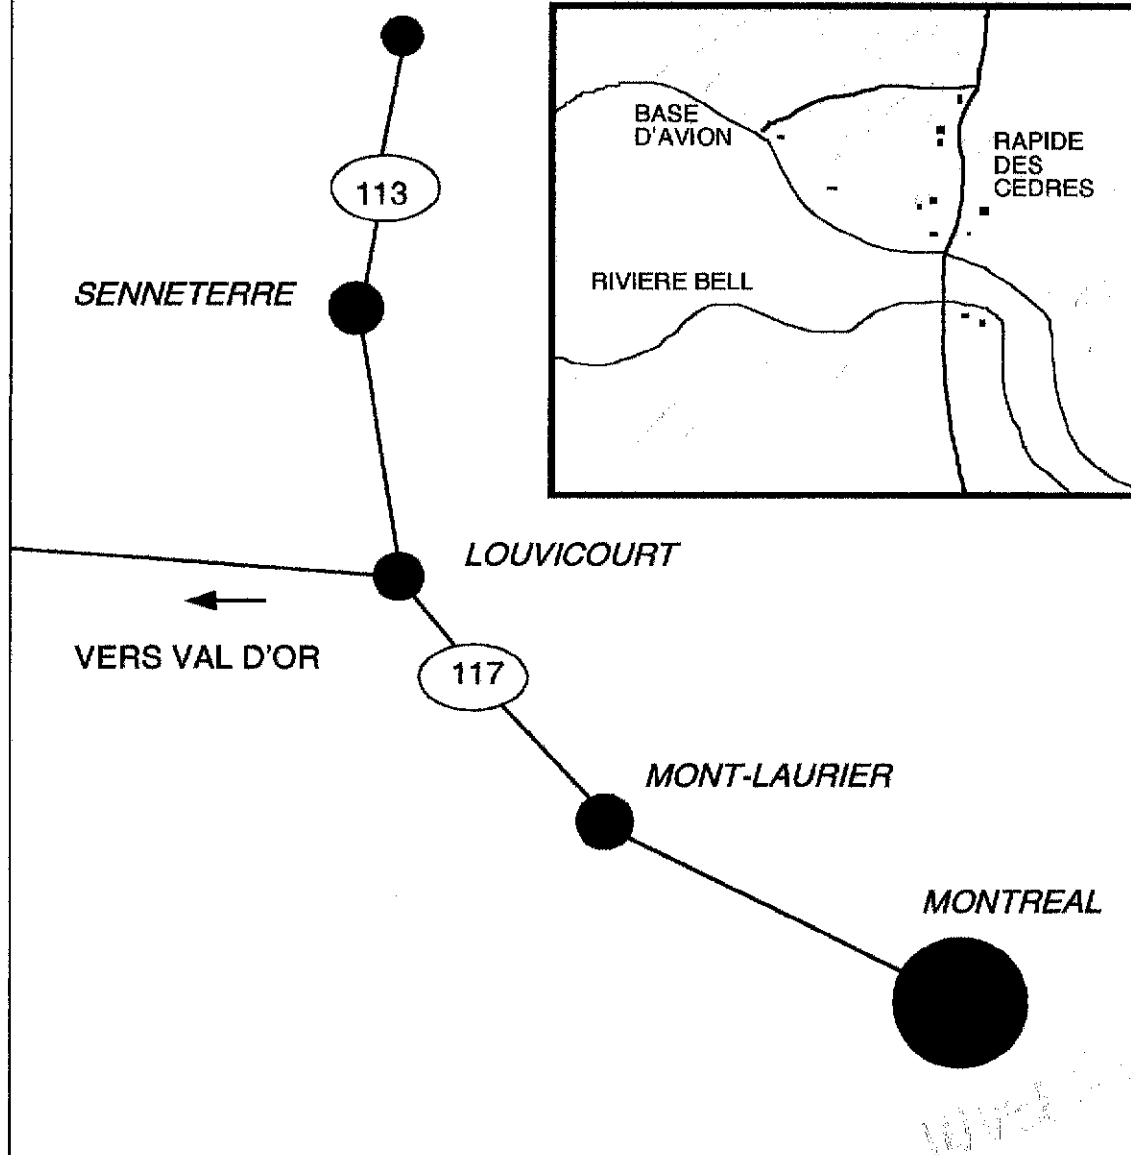 BASE
D'AVION
RAPIDE
DES
CEDRES
113
SENNETERRE
RIVIERE BELL
LOUVICOURT
VERS VAL D'OR
117
MONT-LAURIER
MONTREAL